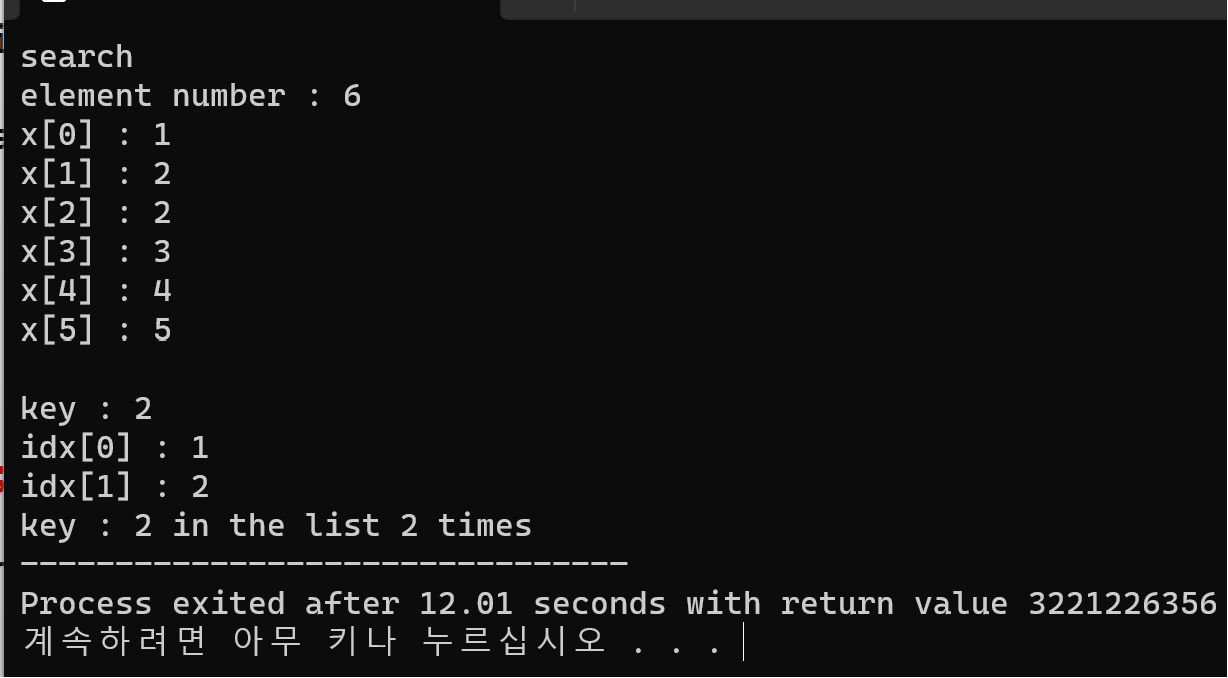 search
element number : 6
x[0] : 1
x[1] : 2
x[2] : 2
x[3] : 3
x[4] : 4
x[5] : 5
key : 2
idx[0] : 1
idx[1] : 2
key : 2 in the list 2 times
--------------------------------
Process exited after 12.01 seconds with return value 3221226356
계속하려면 아무 키나 누르십시오 . . .